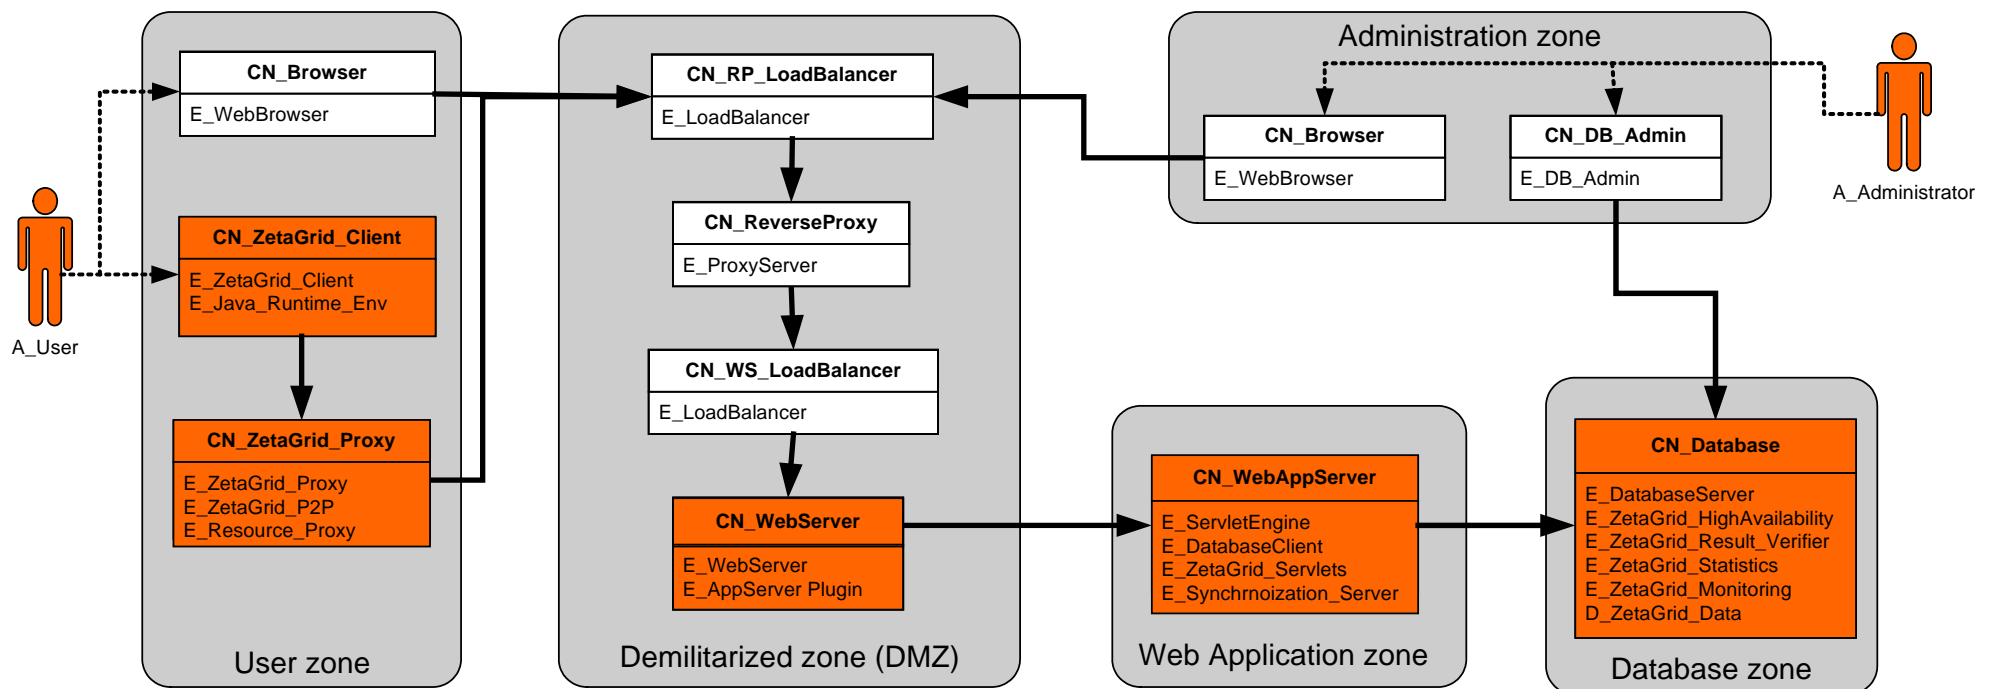 A_User
CN_Browser
E_WebBrowser
CN_ZetaGrid_Client
E_ZetaGrid_Client
E_Java_Runtime_Env
CN_ZetaGrid_Proxy
E_ZetaGrid_Proxy
E_ZetaGrid_P2P
E_Resource_Proxy
User zone
CN_RP_LoadBalancer
E_LoadBalancer
CN_ReverseProxy
E_ProxyServer
CN_WS_LoadBalancer
E_LoadBalancer
CN_WebServer
E_WebServer
E_AppServer Plugin
Demilitarized zone (DMZ)
Administration zone
CN_Browser
E_WebBrowser
CN_DB_Admin
E_DB_Admin
A_Administrator
CN_WebAppServer
E_ServletEngine
E_DatabaseClient
E_ZetaGrid_Servlets
E_Synchrnoization_Server
Web Application zone
CN_Database
E_DatabaseServer
E_ZetaGrid_HighAvailability
E_ZetaGrid_Result_Verifier
E_ZetaGrid_Statistics
E_ZetaGrid_Monitoring
D_ZetaGrid_Data
Database zone